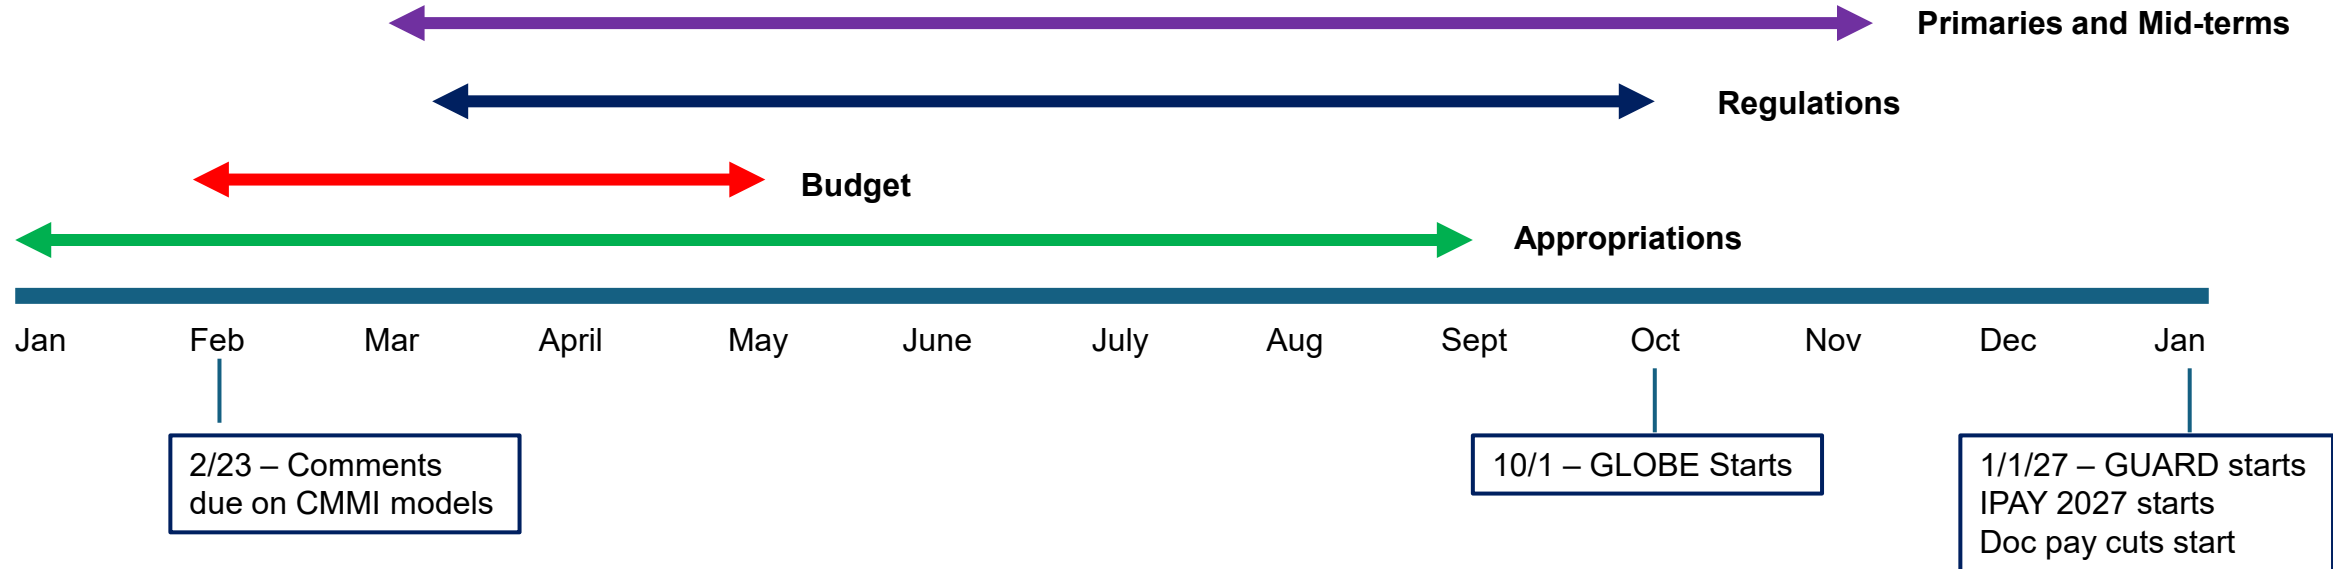 Primaries and Mid-terms
Regulations
Budget
Appropriations
Jan Feb Mar April May June July Aug Sept Oct Nov Dec Jan
2/23 – Comments
due on CMMI models
10/1 – GLOBE Starts
1/1/27 – GUARD starts
IPAY 2027 starts
Doc pay cuts start